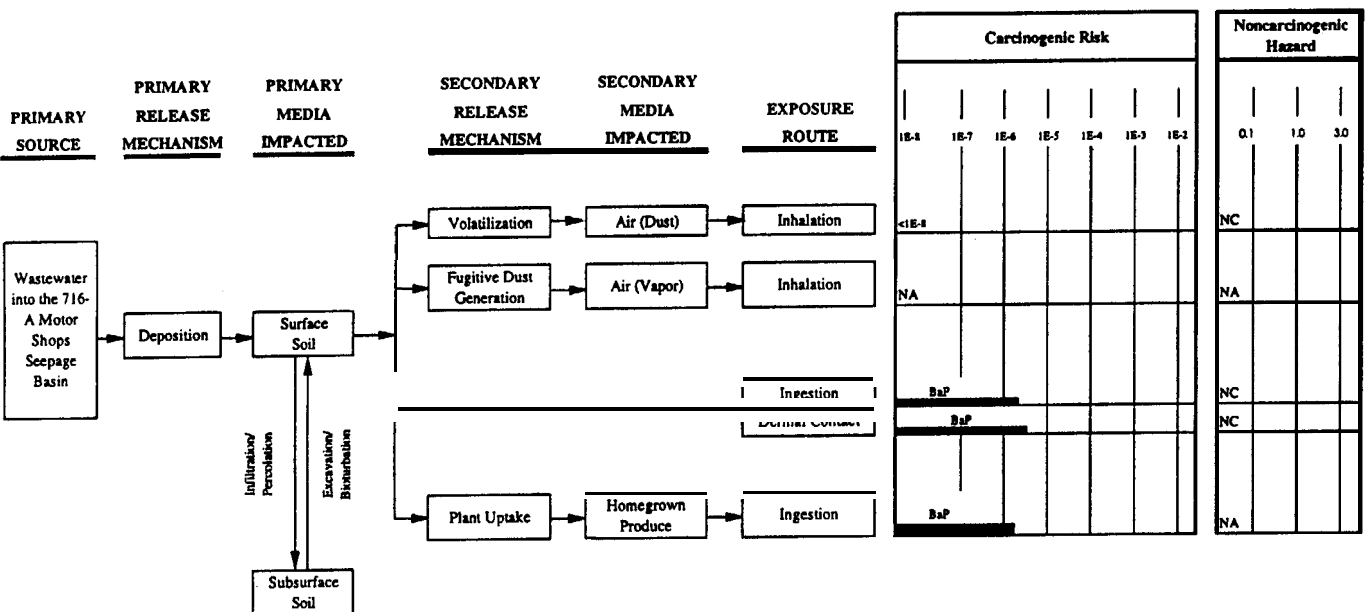 PRIMARY
SOURCE
PRIMARY
RELEASE
MECHANISM
PRIMARY
MEDIA
IMPACTED
SECONDARY
RELEASE
MECHANISM
SECONDARY
MEDIA
IMPACTED
EXPOSURE
ROUTE
Carcinogenic Risk
1E-8 1E-7 1E-6 1E-5 1E-4 1E-3 1E-2
Noncarcinogenic
Hazard
0.1 1.0 3.0
Wastewater
into the 716-
A Motor
Shops
Seepage
Basin
Deposition
Surface
Soil
Infiltration/
Percolation
Excavation/
Bioturbation
Subsurface
Soil
Volatilization
Air (Dust)
Inhalation
<1E-8
NC
Fugitive Dust
Generation
Air (Vapor)
Inhalation
NA
NA
Ingestion
BaP
NC
Dermal Contact
BaP
NC
Plant Uptake
Homegrown
Produce
Ingestion
BaP
NA